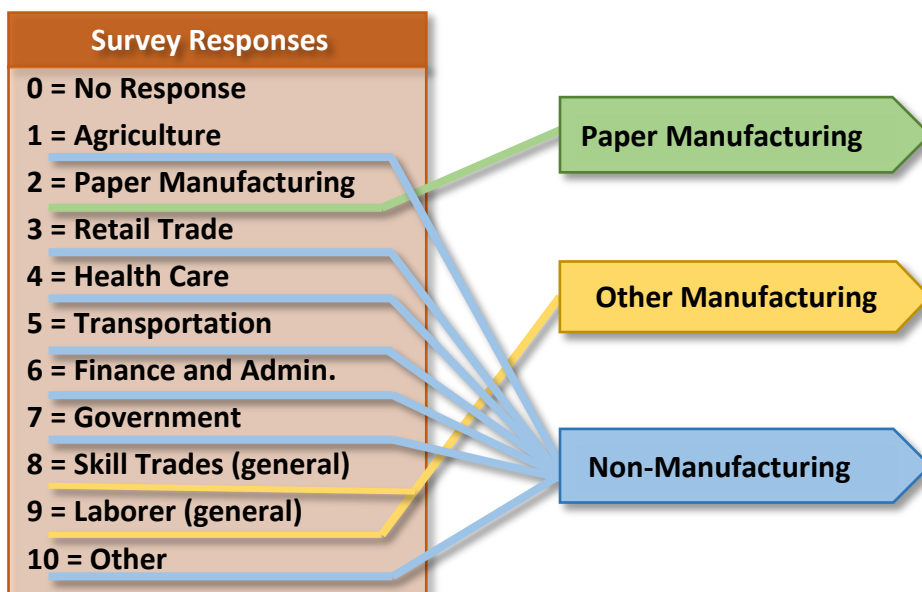 Survey Responses
0 = No Response
1 = Agriculture
2 = Paper Manufacturing
3 = Retail Trade
4 = Health Care
5 = Transportation
6 = Finance and Admin.
7 = Government
8 = Skill Trades (general)
9 = Laborer (general)
10 = Other
Paper Manufacturing
Other Manufacturing
Non-Manufacturing